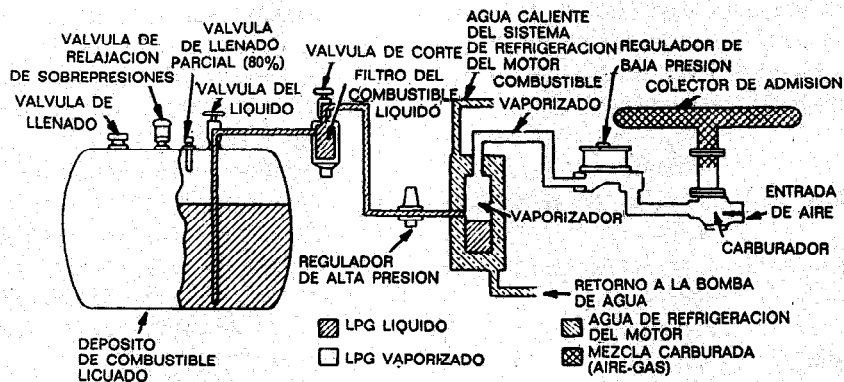 VALVULA DE
RELAJACION
DE SOBREPRESIONES
VALVULA
DE LLENADO
PARCIAL (80%)
VALVULA DE
LLENADO
VALVULA DEL
LIQUIDO
VALVULA DE CORTE
FILTRO DEL
COMBUSTIBLE
LIQUIDO
AGUA CALIENTE
DEL SISTEMA
DE REFRIGERACION
DEL MOTOR
COMBUSTIBLE
VAPORIZADO
REGULADOR DE
BAJA PRESION
COLECTOR DE ADMISION
VAPORIZADOR
ENTRADA
DE AIRE
CARBURADOR
REGULADOR
DE ALTA PRESION
RETORNO A LA BOMBA
DE AGUA
DEPOSITO
DE COMBUSTIBLE
LICUADO
LPG LIQUIDO
LPG VAPORIZADO
AGUA DE REFRIGERACION
DEL MOTOR
MEZCLA CARBURADA
(AIRE-GAS)